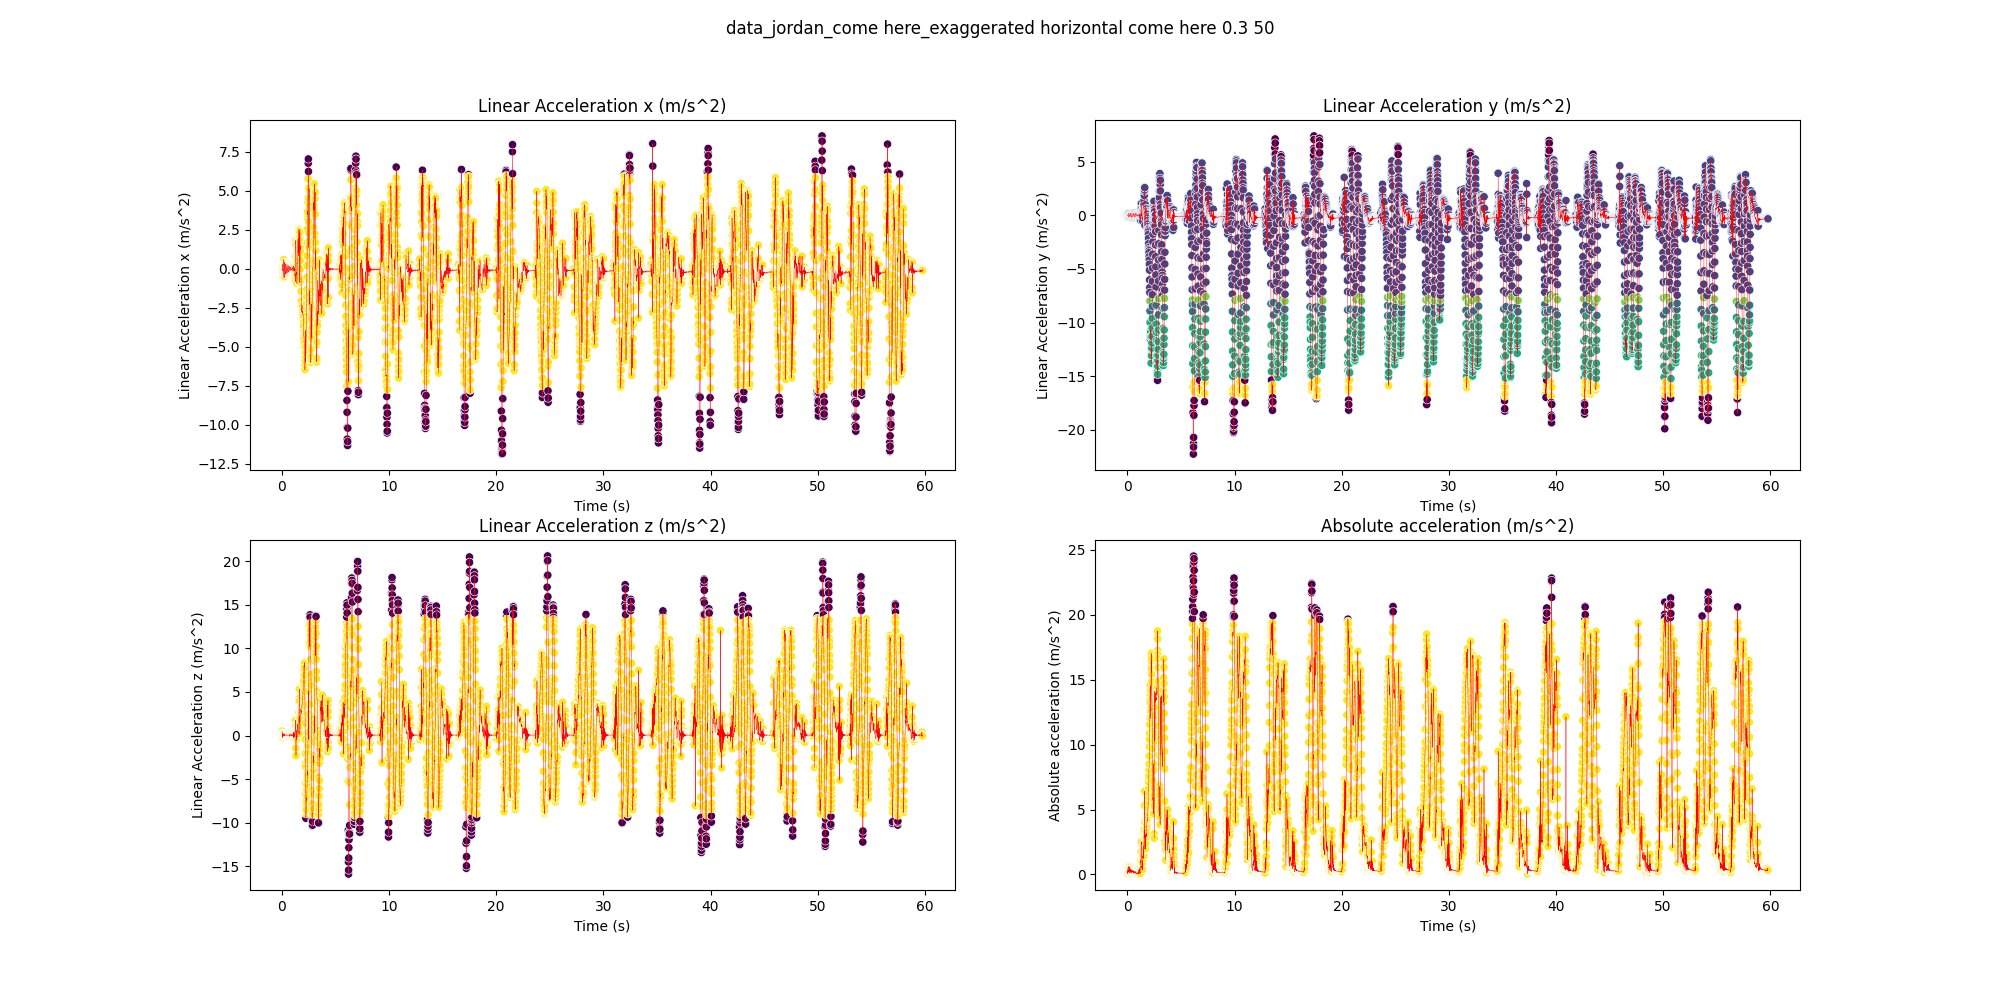 data_jordan_come here_exaggerated horizontal come here 0.3 50
Linear Acceleration x (m/s^2)
Linear Acceleration x (m/s^2)
7.5
5.0
2.5
0.0
−2.5
−5.0
−7.5
−10.0
−12.5
0 10 20 30 40 50 60
Time (s)
Linear Acceleration y (m/s^2)
Linear Acceleration y (m/s^2)
5
0
−5
−10
−15
−20
0 10 20 30 40 50 60
Time (s)
Linear Acceleration z (m/s^2)
Linear Acceleration z (m/s^2)
20
15
10
5
0
−5
−10
−15
0 10 20 30 40 50 60
Time (s)
Absolute acceleration (m/s^2)
Absolute acceleration (m/s^2)
25
20
15
10
5
0
0 10 20 30 40 50 60
Time (s)